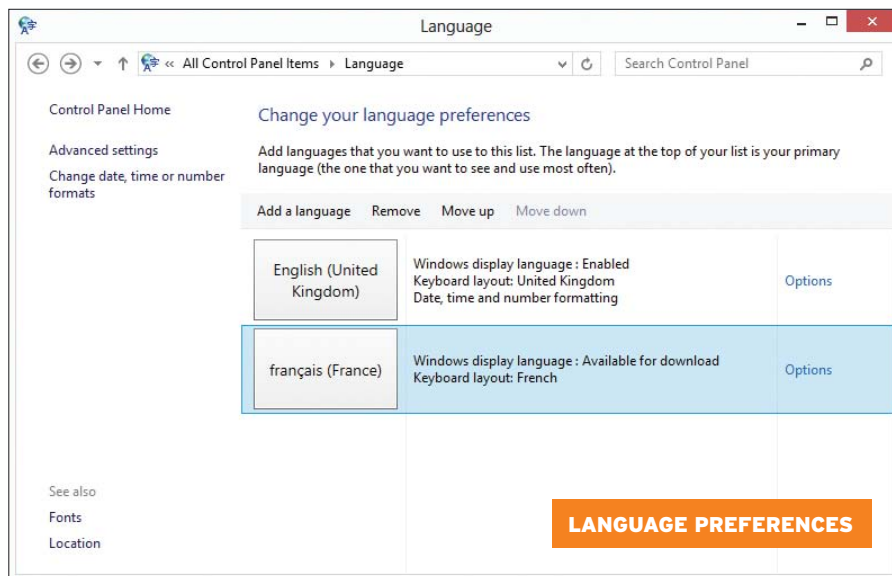 Language
« All Control Panel Items Language
Search Control Panel
Control Panel Home
Advanced settings
Change date, time or number
formats
Change your language preferences
Add languages that you want to use to this list. The language at the top of your list is your primary
language (the one that you want to see and use most often).
Add a language Remove Move up Move down
English (United
Kingdom)
Windows display language : Enabled
Keyboard layout: United Kingdom
Date, time and number formatting
Options
français (France)
Windows display language : Available for download
Keyboard layout: French
Options
See also
Fonts
Location
LANGUAGE PREFERENCES